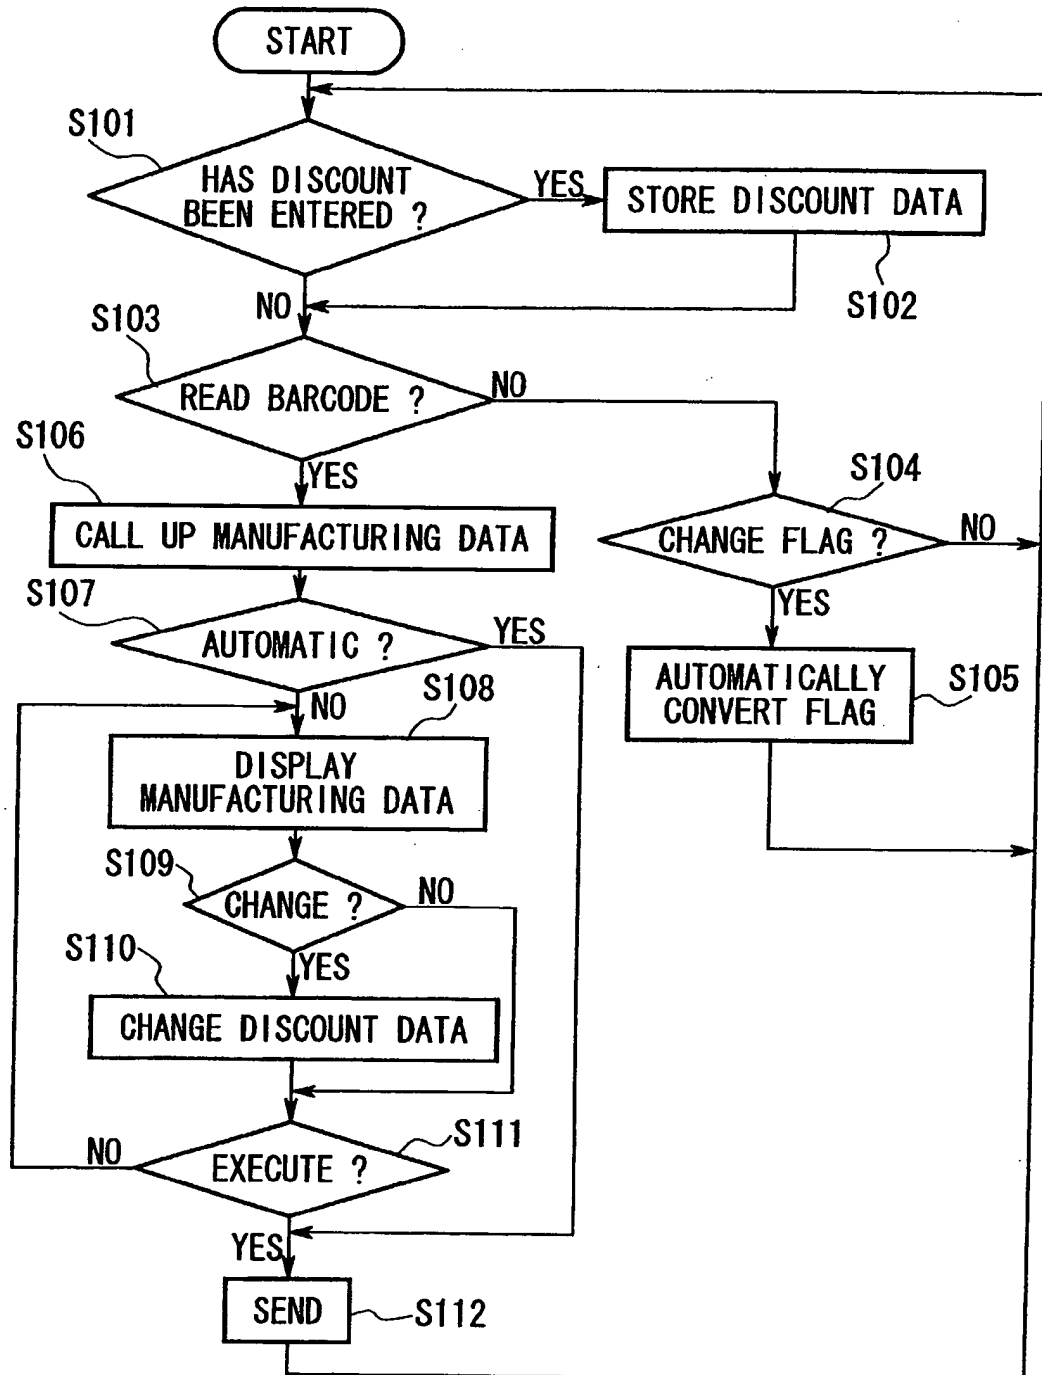 START
S101
HAS DISCOUNT
BEEN ENTERED ?
YES
STORE DISCOUNT DATA
S102
NO
S103
READ BARCODE ?
NO
S106
YES
S104
CALL UP MANUFACTURING DATA
CHANGE FLAG ?
NO
S107
YES
AUTOMATIC ?
YES
AUTOMATICALLY
CONVERT FLAG
S105
S108
NO
DISPLAY
MANUFACTURING DATA
S109
CHANGE ?
NO
S110
YES
CHANGE DISCOUNT DATA
S111
NO
EXECUTE ?
YES
SEND
S112